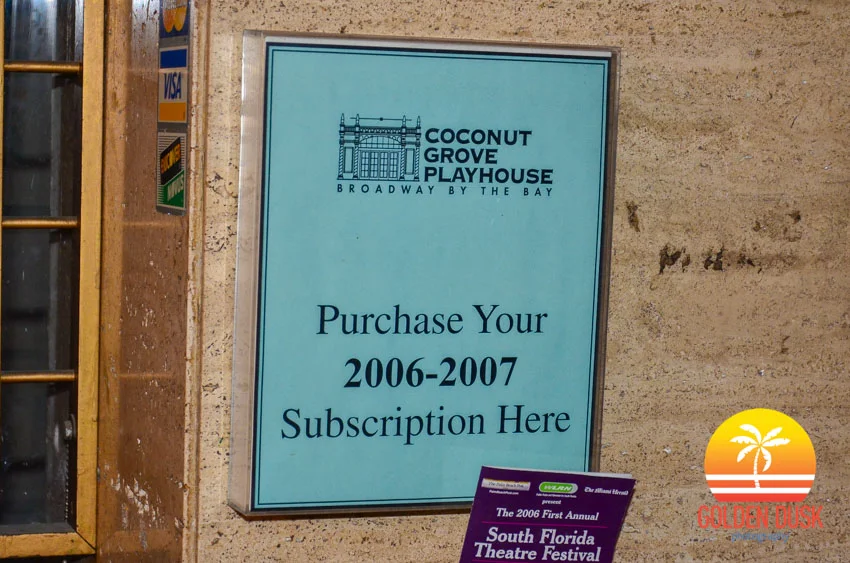 VISA
COCONUT
GROVE
PLAYHOUSE
BROADWAY BY THE BAY
Purchase Your
2006-2007
Subscription Here
WLRN
The Miami Herald
present
The 2006 First Annual
South Florida
Theatre Festival
GOLDEN DUSK